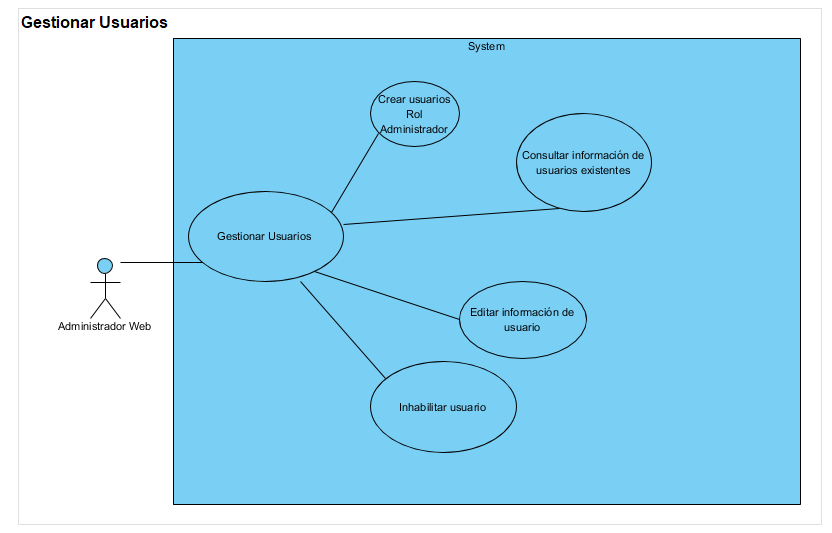 Gestionar Usuarios
System
Crear usuarios
Rol
Administrador
Consultar información de
usuarios existentes
Gestionar Usuarios
Administrador Web
Editar información de
usuario
Inhabilitar usuario